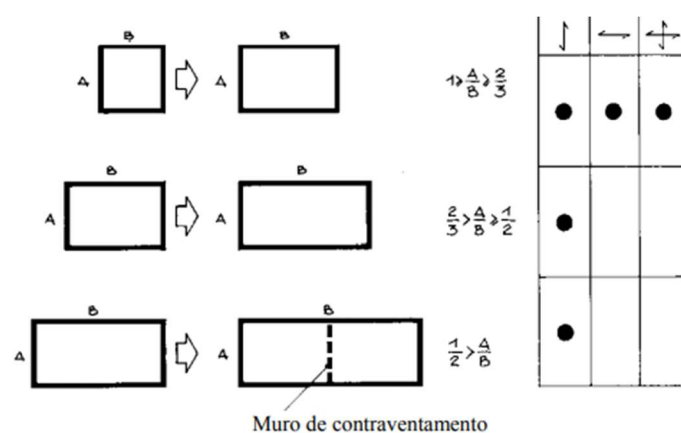 B
B
A
A
1≥A/B≥2/3
B
B
A
A
2/3>A/B≥1/2
B
B
A
A
1/2>A/B
Muro de contraventamento